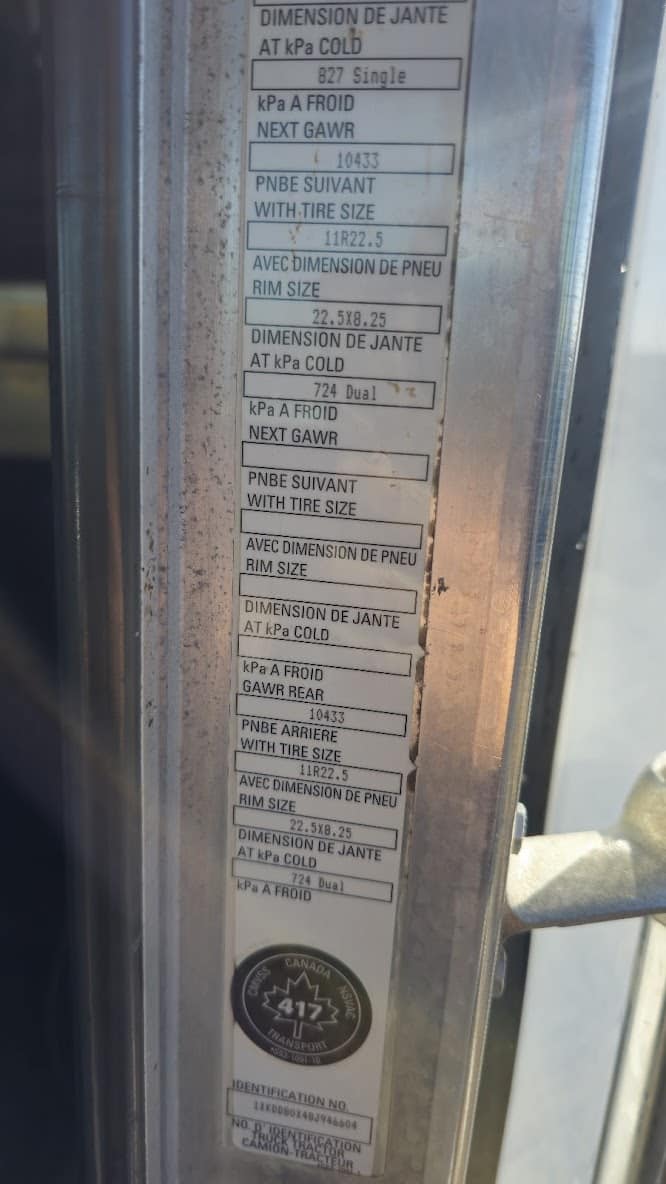 DIMENSION DE JANTE
AT kPa COLD
827 Single
kPa A FROID
NEXT GAWR
10433
PNBE SUIVANT
WITH TIRE SIZE
11R22.5
AVEC DIMENSION DE PNEU
RIM SIZE
22.5X8.25
DIMENSION DE JANTE
AT kPa COLD
724 Dual
kPa A FROID
NEXT GAWR
PNBE SUIVANT
WITH TIRE SIZE
AVEC DIMENSION DE PNEU
RIM SIZE
DIMENSION DE JANTE
AT kPa COLD
kPa A FROID
GAWR REAR
10433
PNBE ARRIERE
WITH TIRE SIZE
11R22.5
AVEC DIMENSION DE PNEU
RIM SIZE
22.5X8.25
DIMENSION DE JANTE
AT kPa COLD
724 Dual
kPa A FROID
CANADA
CMVSS
NSVAC
417
TRANSPORT
IDENTIFICATION NO.
NO. D' IDENTIFICATION
TRUCK TRACTOR
CAMION-TRACTEUR